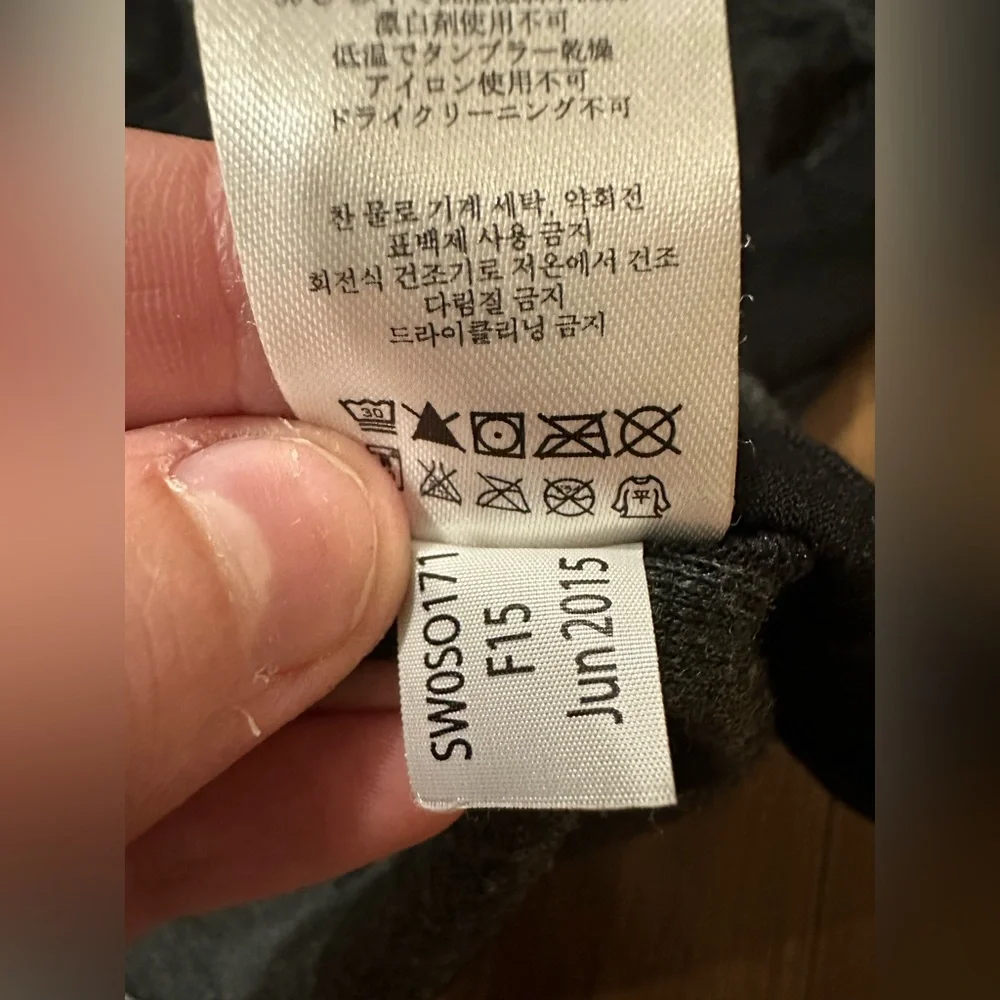 漂白剤使用不可
低温でタンブラー乾燥
アイロン使用不可
ドライクリーニング不可
찬 물로 기계 세탁, 약회전
표백제 사용 금지
회전식 건조기로 저온에서 건조
다림질 금지
드라이클리닝 금지
30
平
SW0SO171
F15
Jun2015